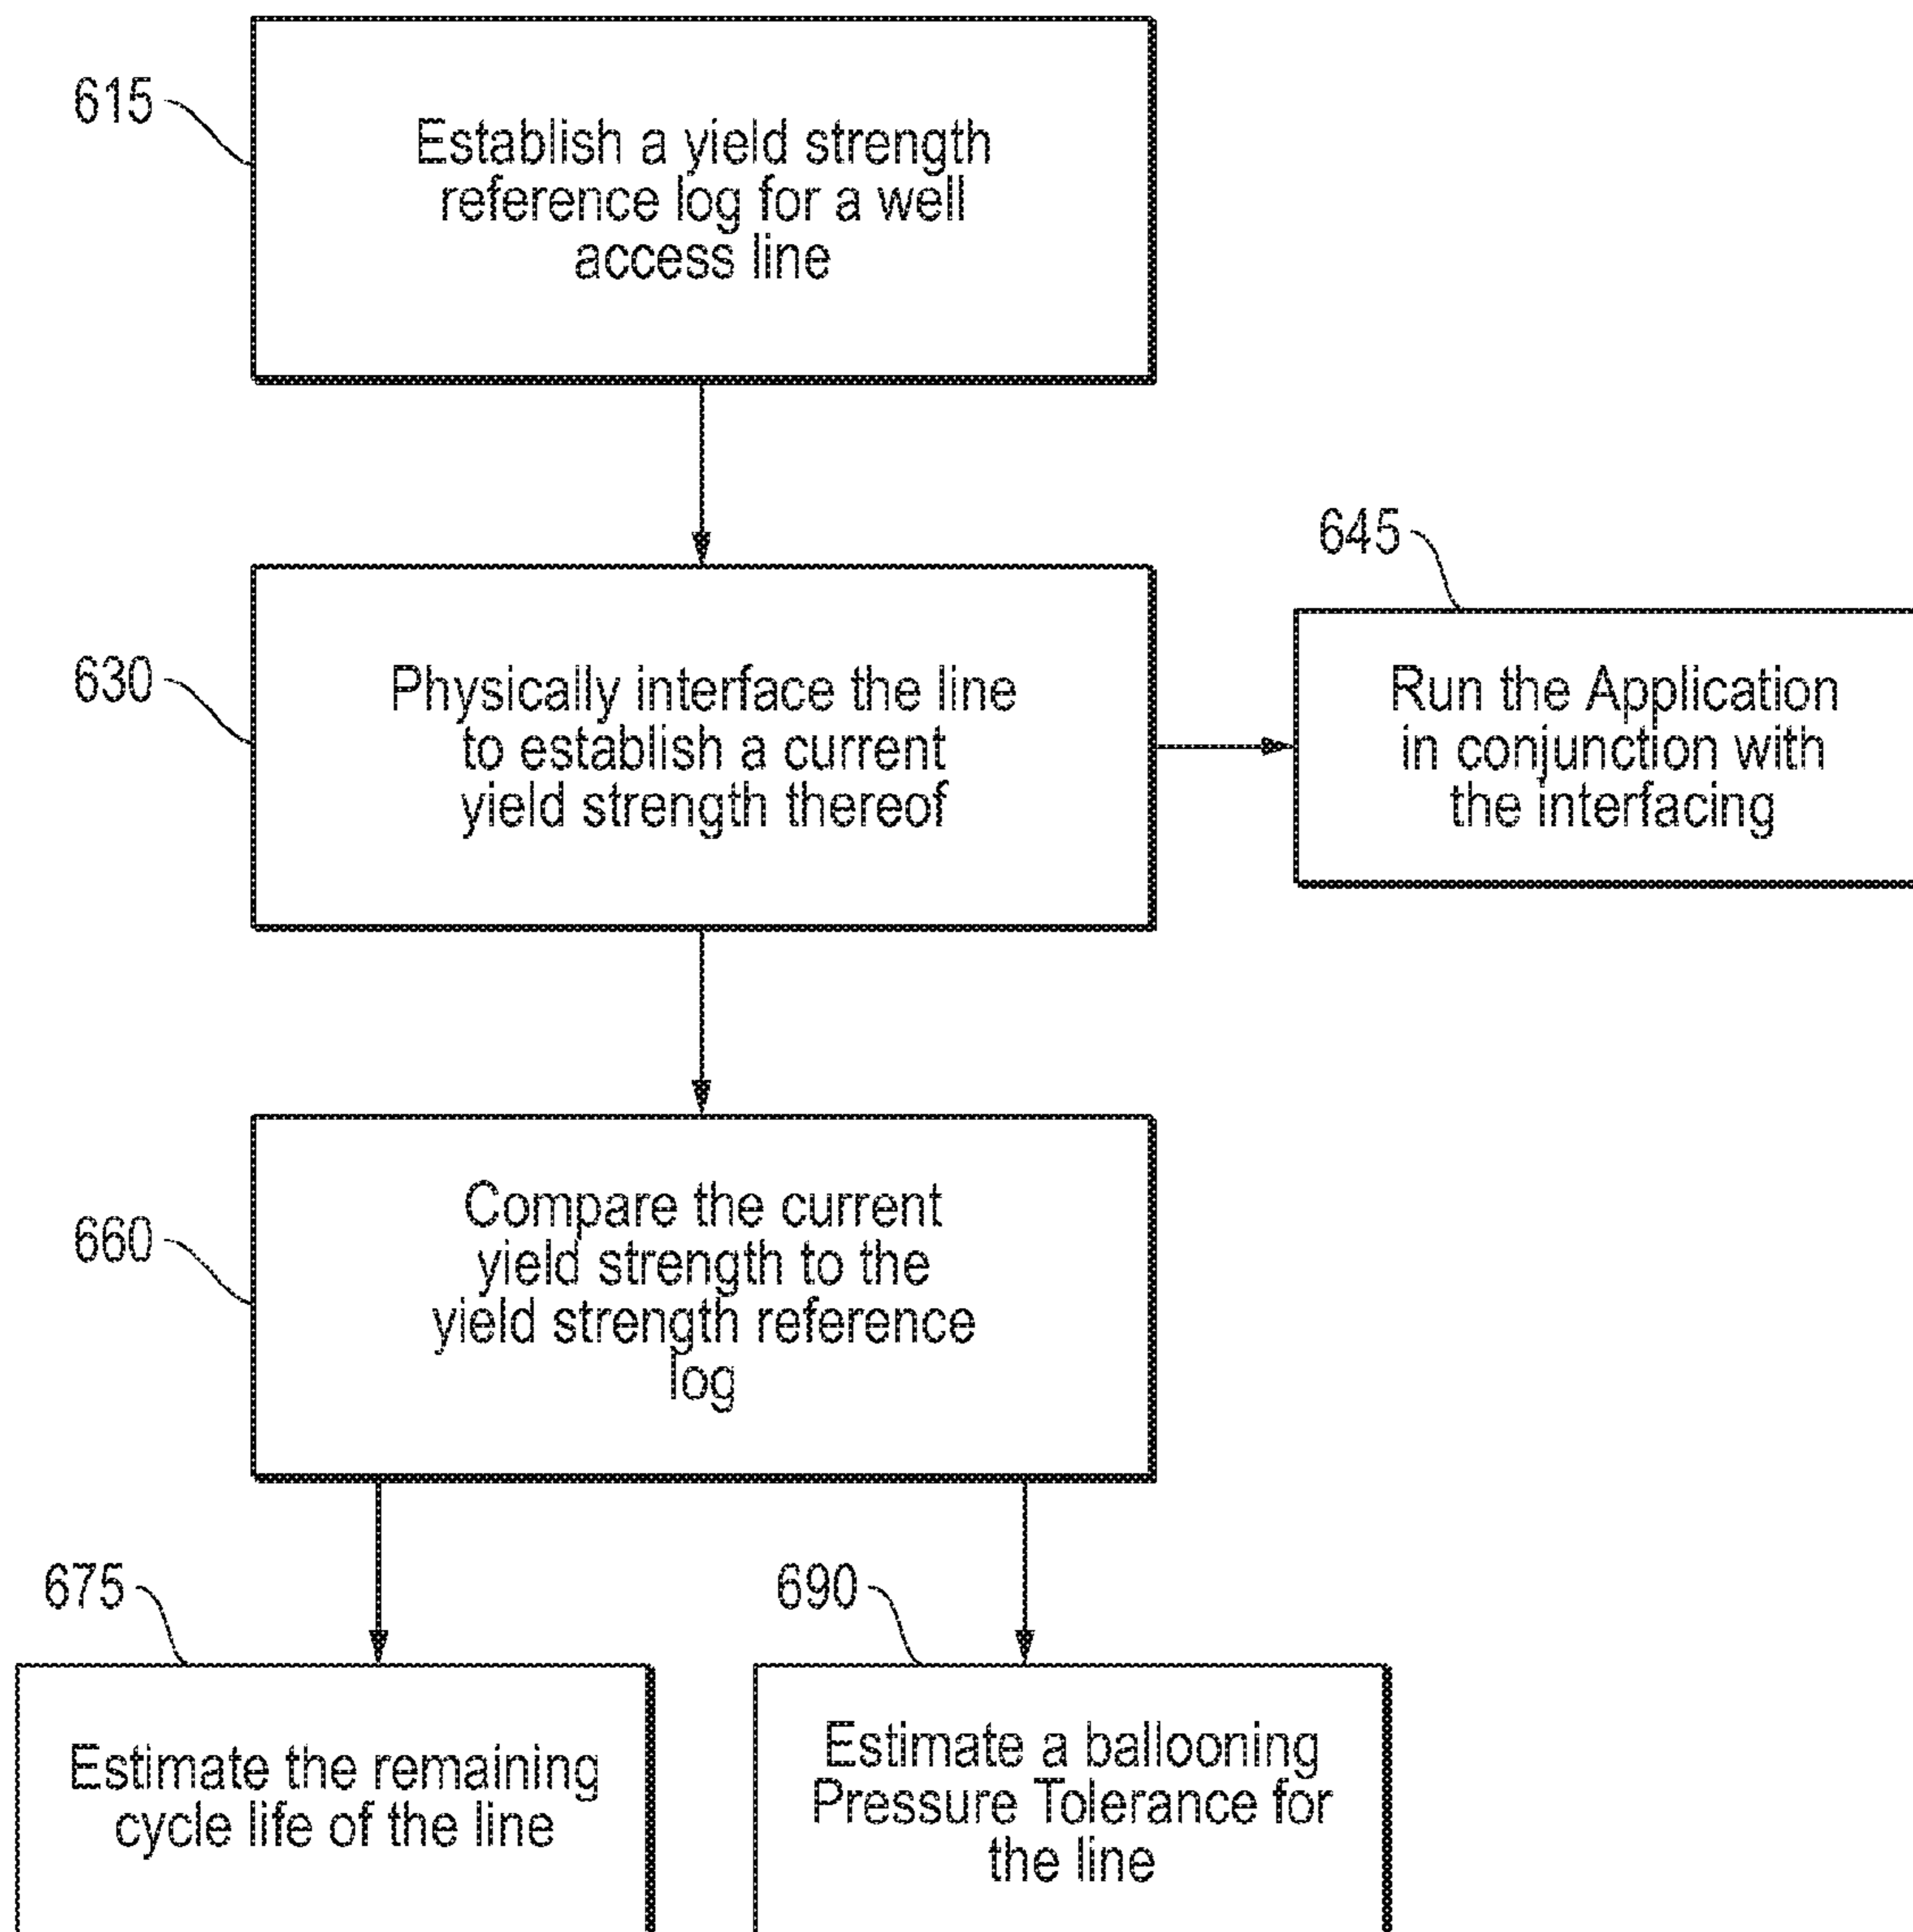 615
Establish a yield strength
reference log for a well
access line
630
Physically interface the line
to establish a current
yield strength thereof
645
Run the Application
in conjunction with
the interfacing
660
Compare the current
yield strength to the
yield strength reference
log
675
Estimate the remaining
cycle life of the line
690
Estimate a ballooning
Pressure Tolerance for
the line